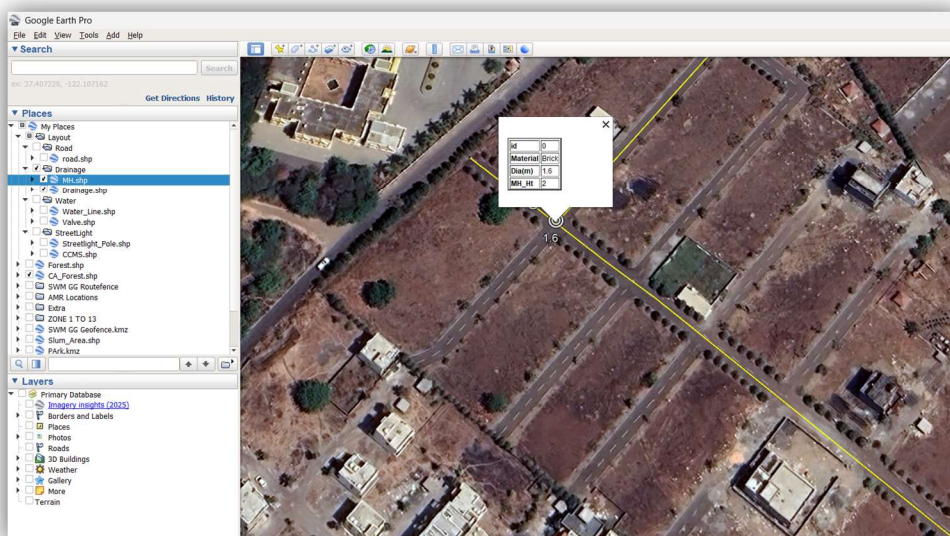 Google Earth Pro
File Edit View Tools Add Help
Search
Search
ex: 37.407229, -122.107162
Get Directions History
Places
My Places
Layout
Road
road.shp
Drainage
MH.shp
Drainage.shp
Water
Water_Line.shp
Valve.shp
StreetLight
Streetlight_Pole.shp
CCMS.shp
Forest.shp
CA_Forest.shp
SWM GG Routefence
AMR Locations
Extra
ZONE 1 TO 13
SWM GG Geofence.kmz
Slum_Area.shp
PArk.kmz
Layers
Primary Database
Imagery insights (2025)
Borders and Labels
Places
Photos
Roads
3D Buildings
Weather
Gallery
More
Terrain
id 0
Material Brick
Dia(m) 1.6
MH_Ht 2
1.6